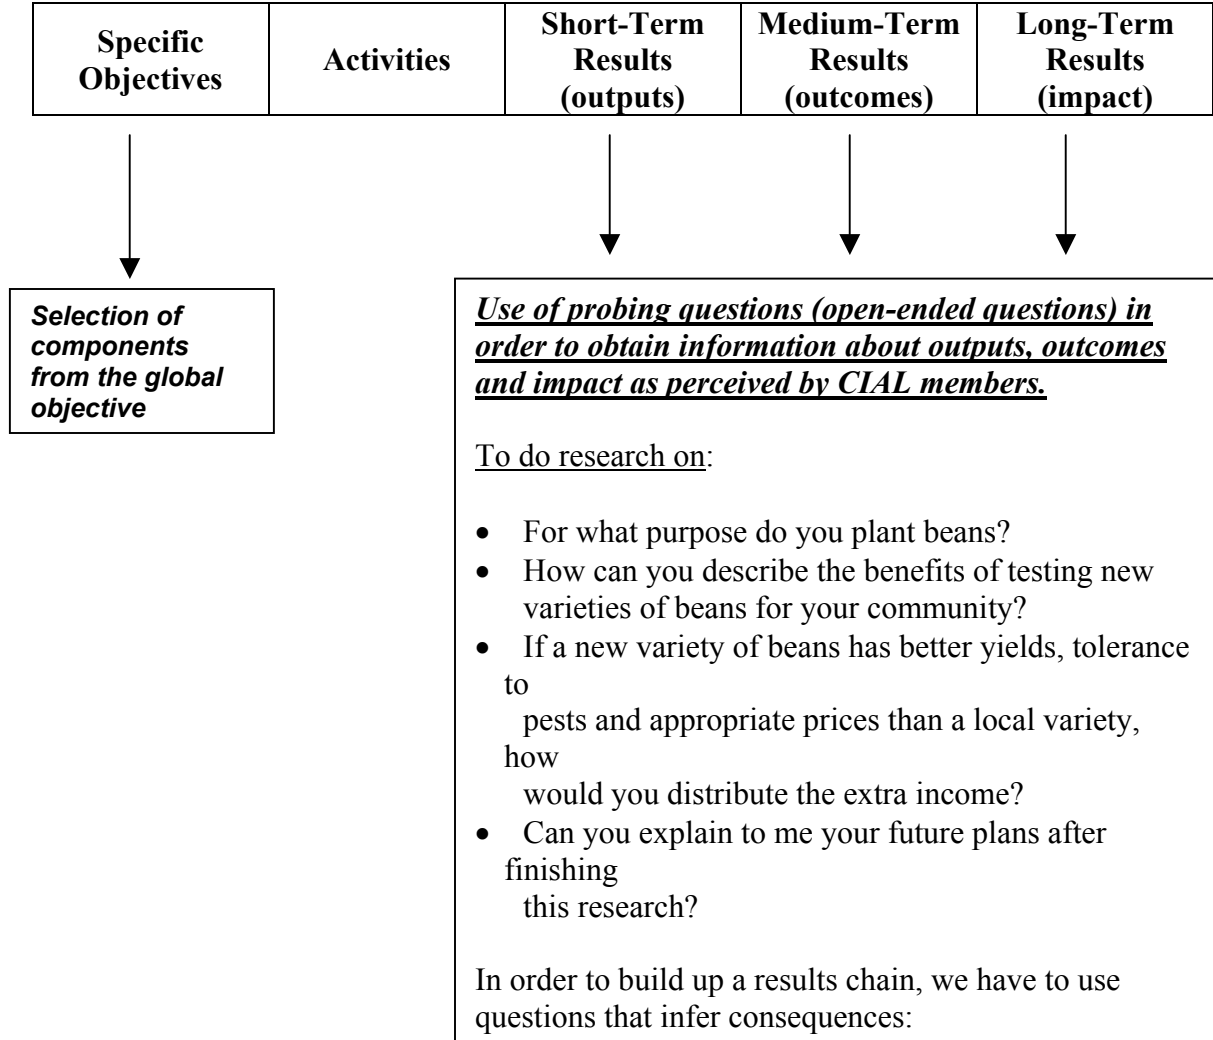 Specific
Objectives
Activities
Short-Term
Results
(outputs)
Medium-Term
Results
(outcomes)
Long-Term
Results
(impact)
Selection of
components
from the global
objective
Use of probing questions (open-ended questions) in
order to obtain information about outputs, outcomes
and impact as perceived by CIAL members.
To do research on:
• For what purpose do you plant beans?
• How can you describe the benefits of testing new
varieties of beans for your community?
• If a new variety of beans has better yields, tolerance
to
pests and appropriate prices than a local variety,
how
would you distribute the extra income?
• Can you explain to me your future plans after
finishing
this research?
In order to build up a results chain, we have to use
questions that infer consequences: